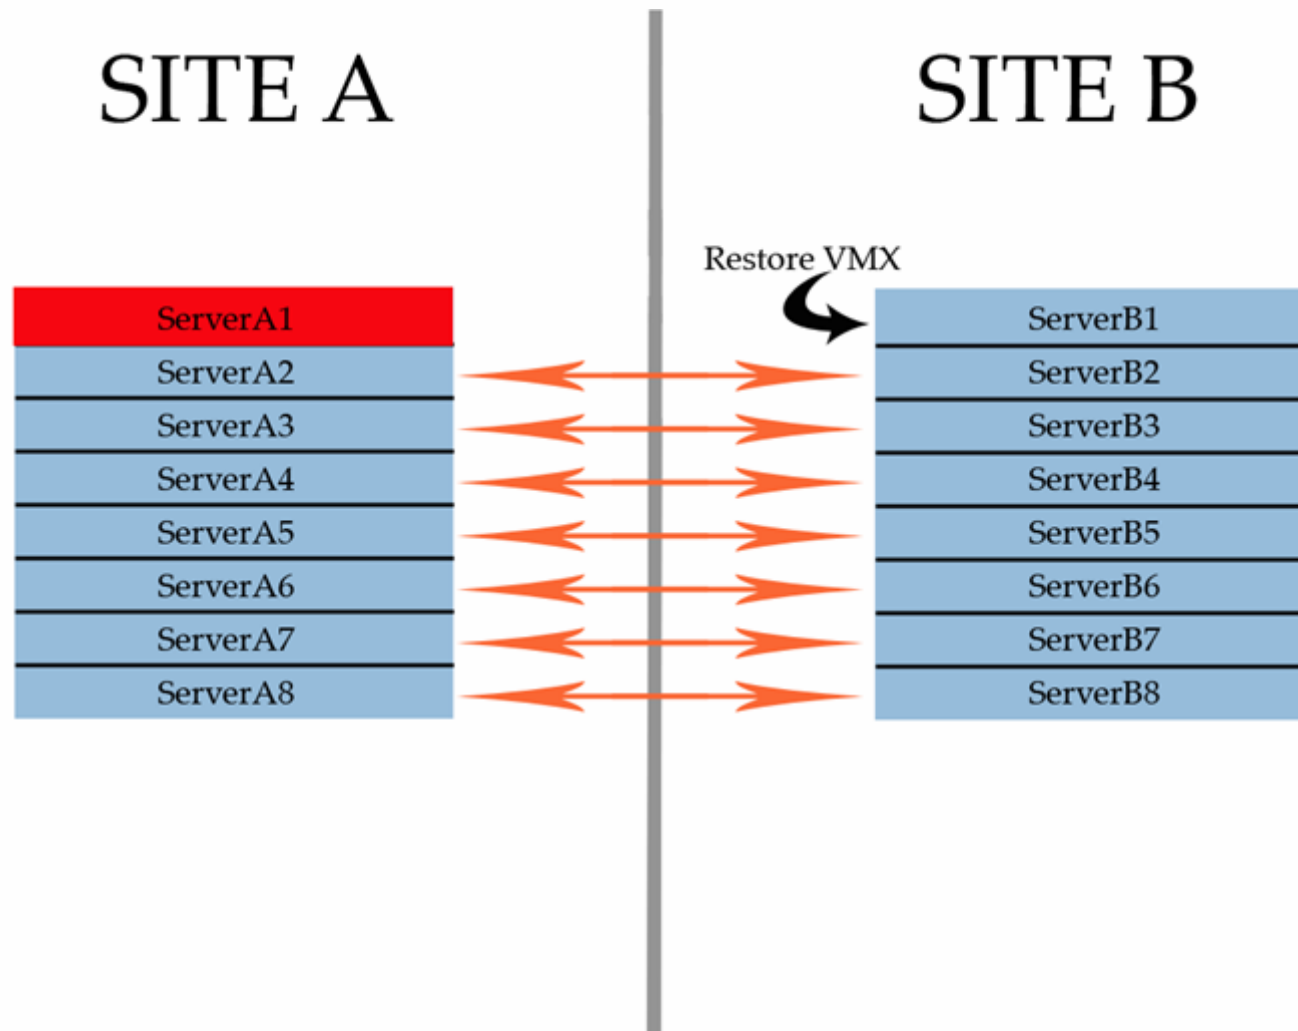 SITE A
SITE B
Restore VMX
ServerA1
ServerB1
ServerA2
ServerB2
ServerA3
ServerB3
ServerA4
ServerB4
ServerA5
ServerB5
ServerA6
ServerB6
ServerA7
ServerB7
ServerA8
ServerB8